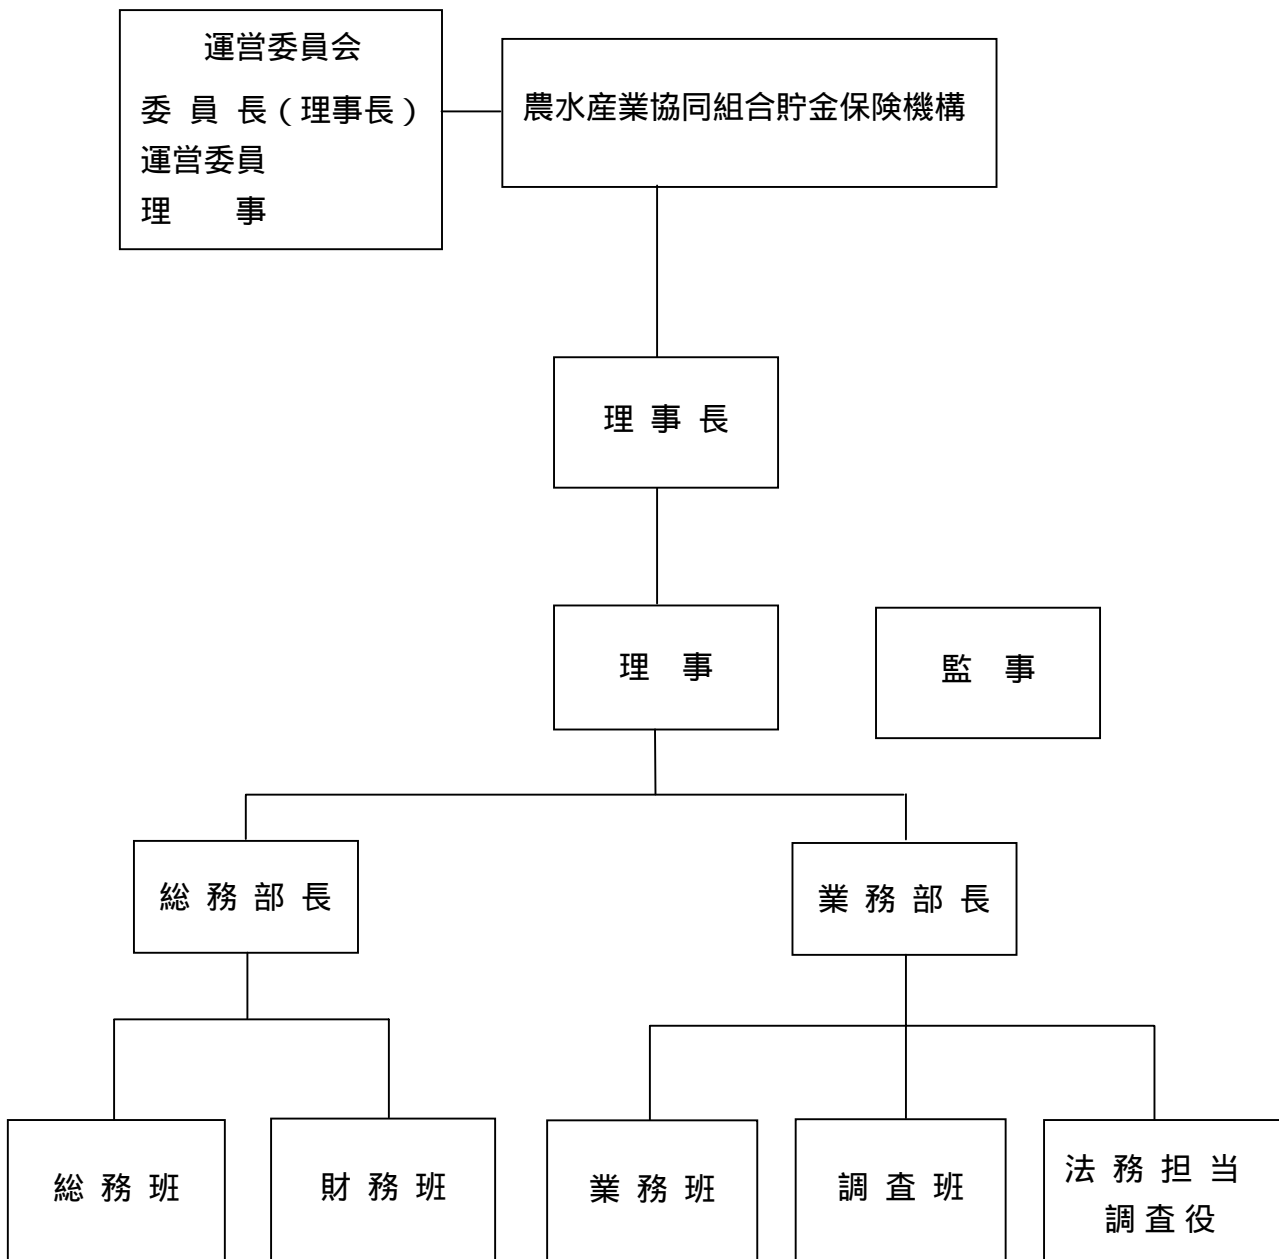 運営委員会
委 員 長 ( 理事長 )
運営委員
理　　事
農水産業協同組合貯金保険機構
理 事 長
理　事
監　事
総 務 部 長
業 務 部 長
総 務 班
財 務 班
業 務 班
調 査 班
法 務 担 当
調 査 役